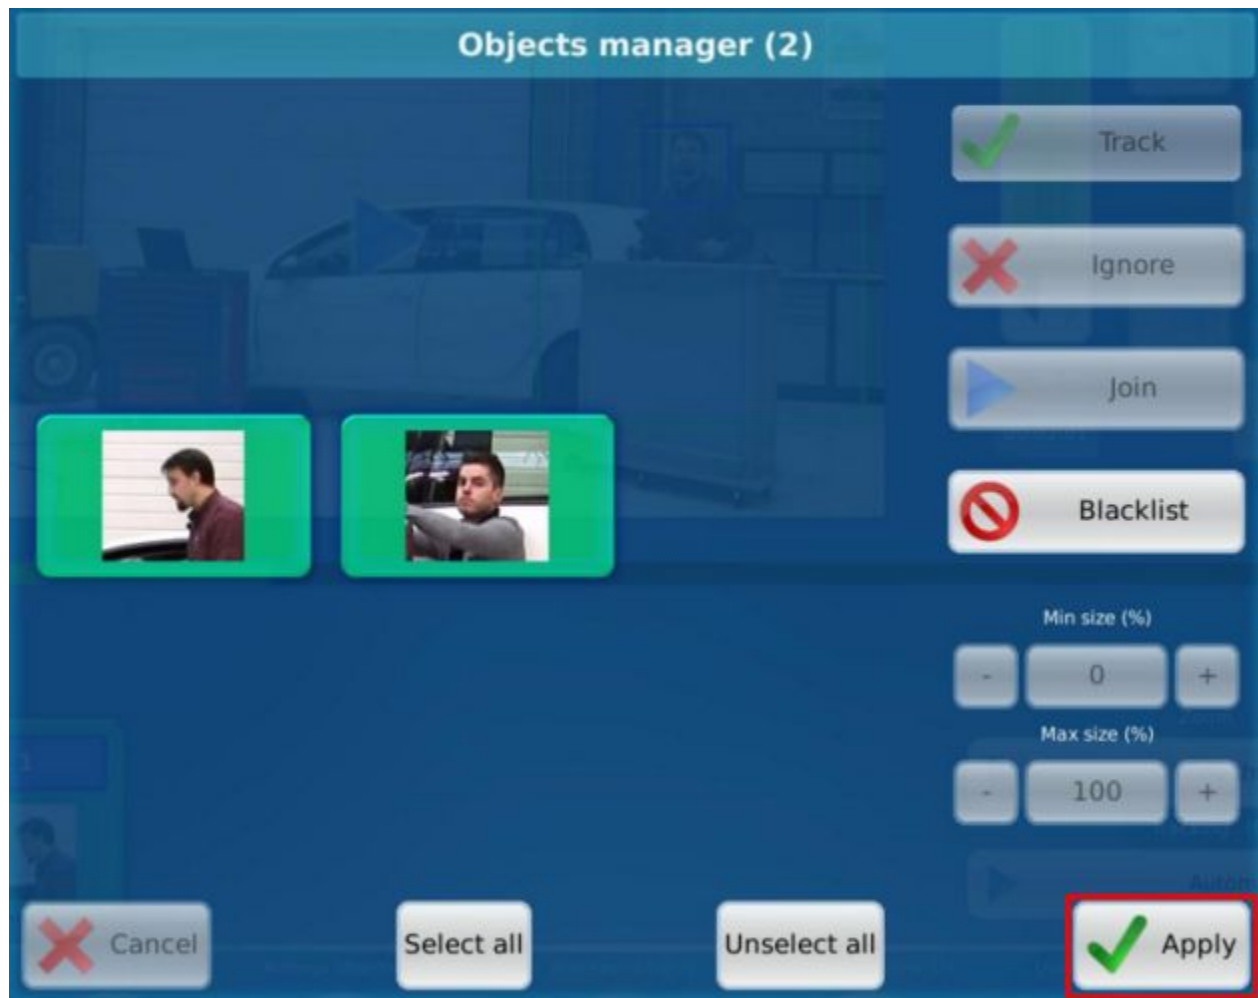 Objects manager (2)
Track
Ignore
Join
Blacklist
Min size (%)
- 0 +
Max size (%)
- 100 +
Cancel
Select all
Unselect all
Apply